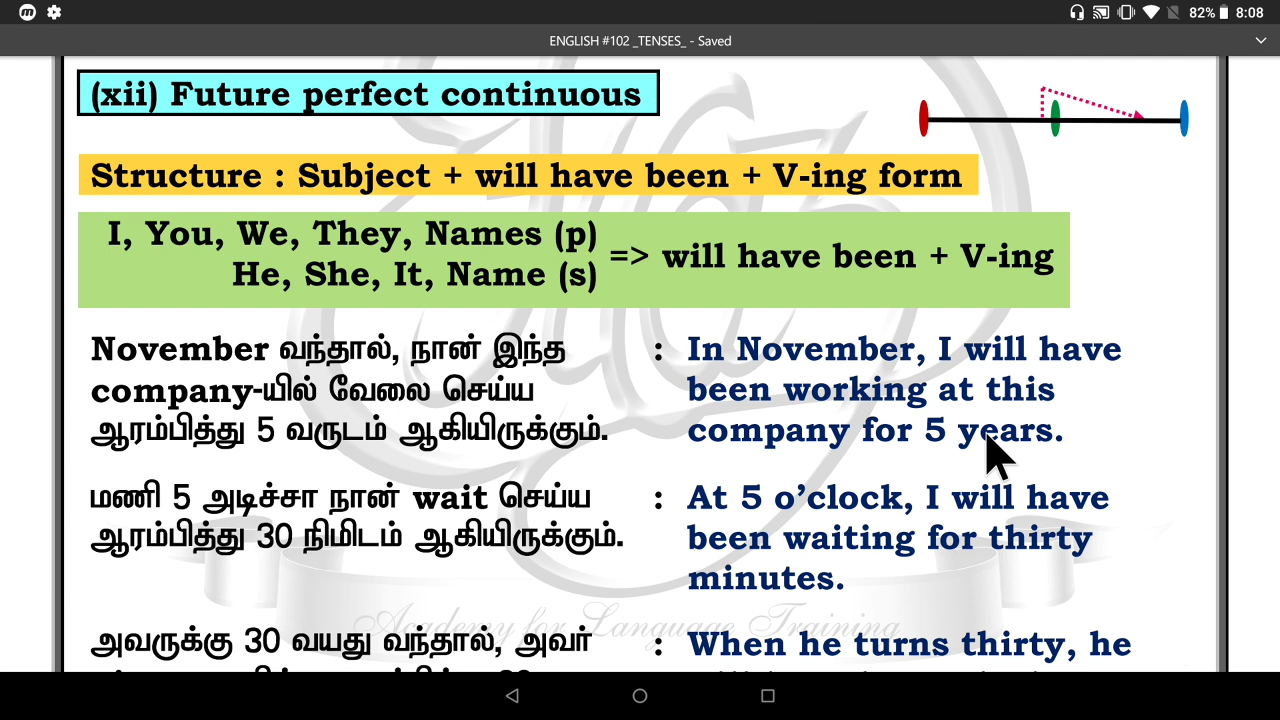 82% 8:08
ENGLISH #102 _TENSES_ - Saved
(xii) Future perfect continuous
Structure : Subject + will have been + V-ing form
I, You, We, They, Names (p)
He, She, It, Name (s)
=> will have been + V-ing
November வந்தால், நான் இந்த
company-யில் வேலை செய்ய
ஆரம்பித்து 5 வருடம் ஆகியிருக்கும்.
: In November, I will have
been working at this
company for 5 years.
மணி 5 அடிச்சா நான் wait செய்ய
ஆரம்பித்து 30 நிமிடம் ஆகியிருக்கும்.
: At 5 o’clock, I will have
been waiting for thirty
minutes.
அவருக்கு 30 வயது வந்தால், அவர்
: When he turns thirty, he
Academy for Language Training